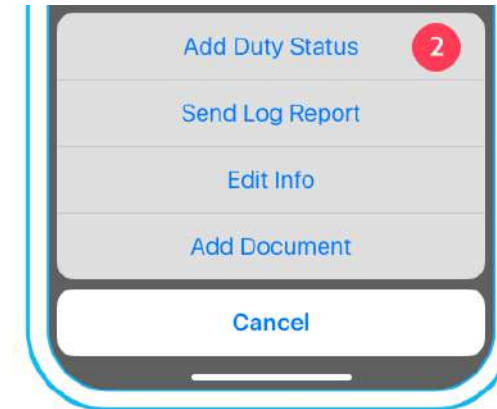 Add Duty Status 2
Send Log Report
Edit Info
Add Document
Cancel